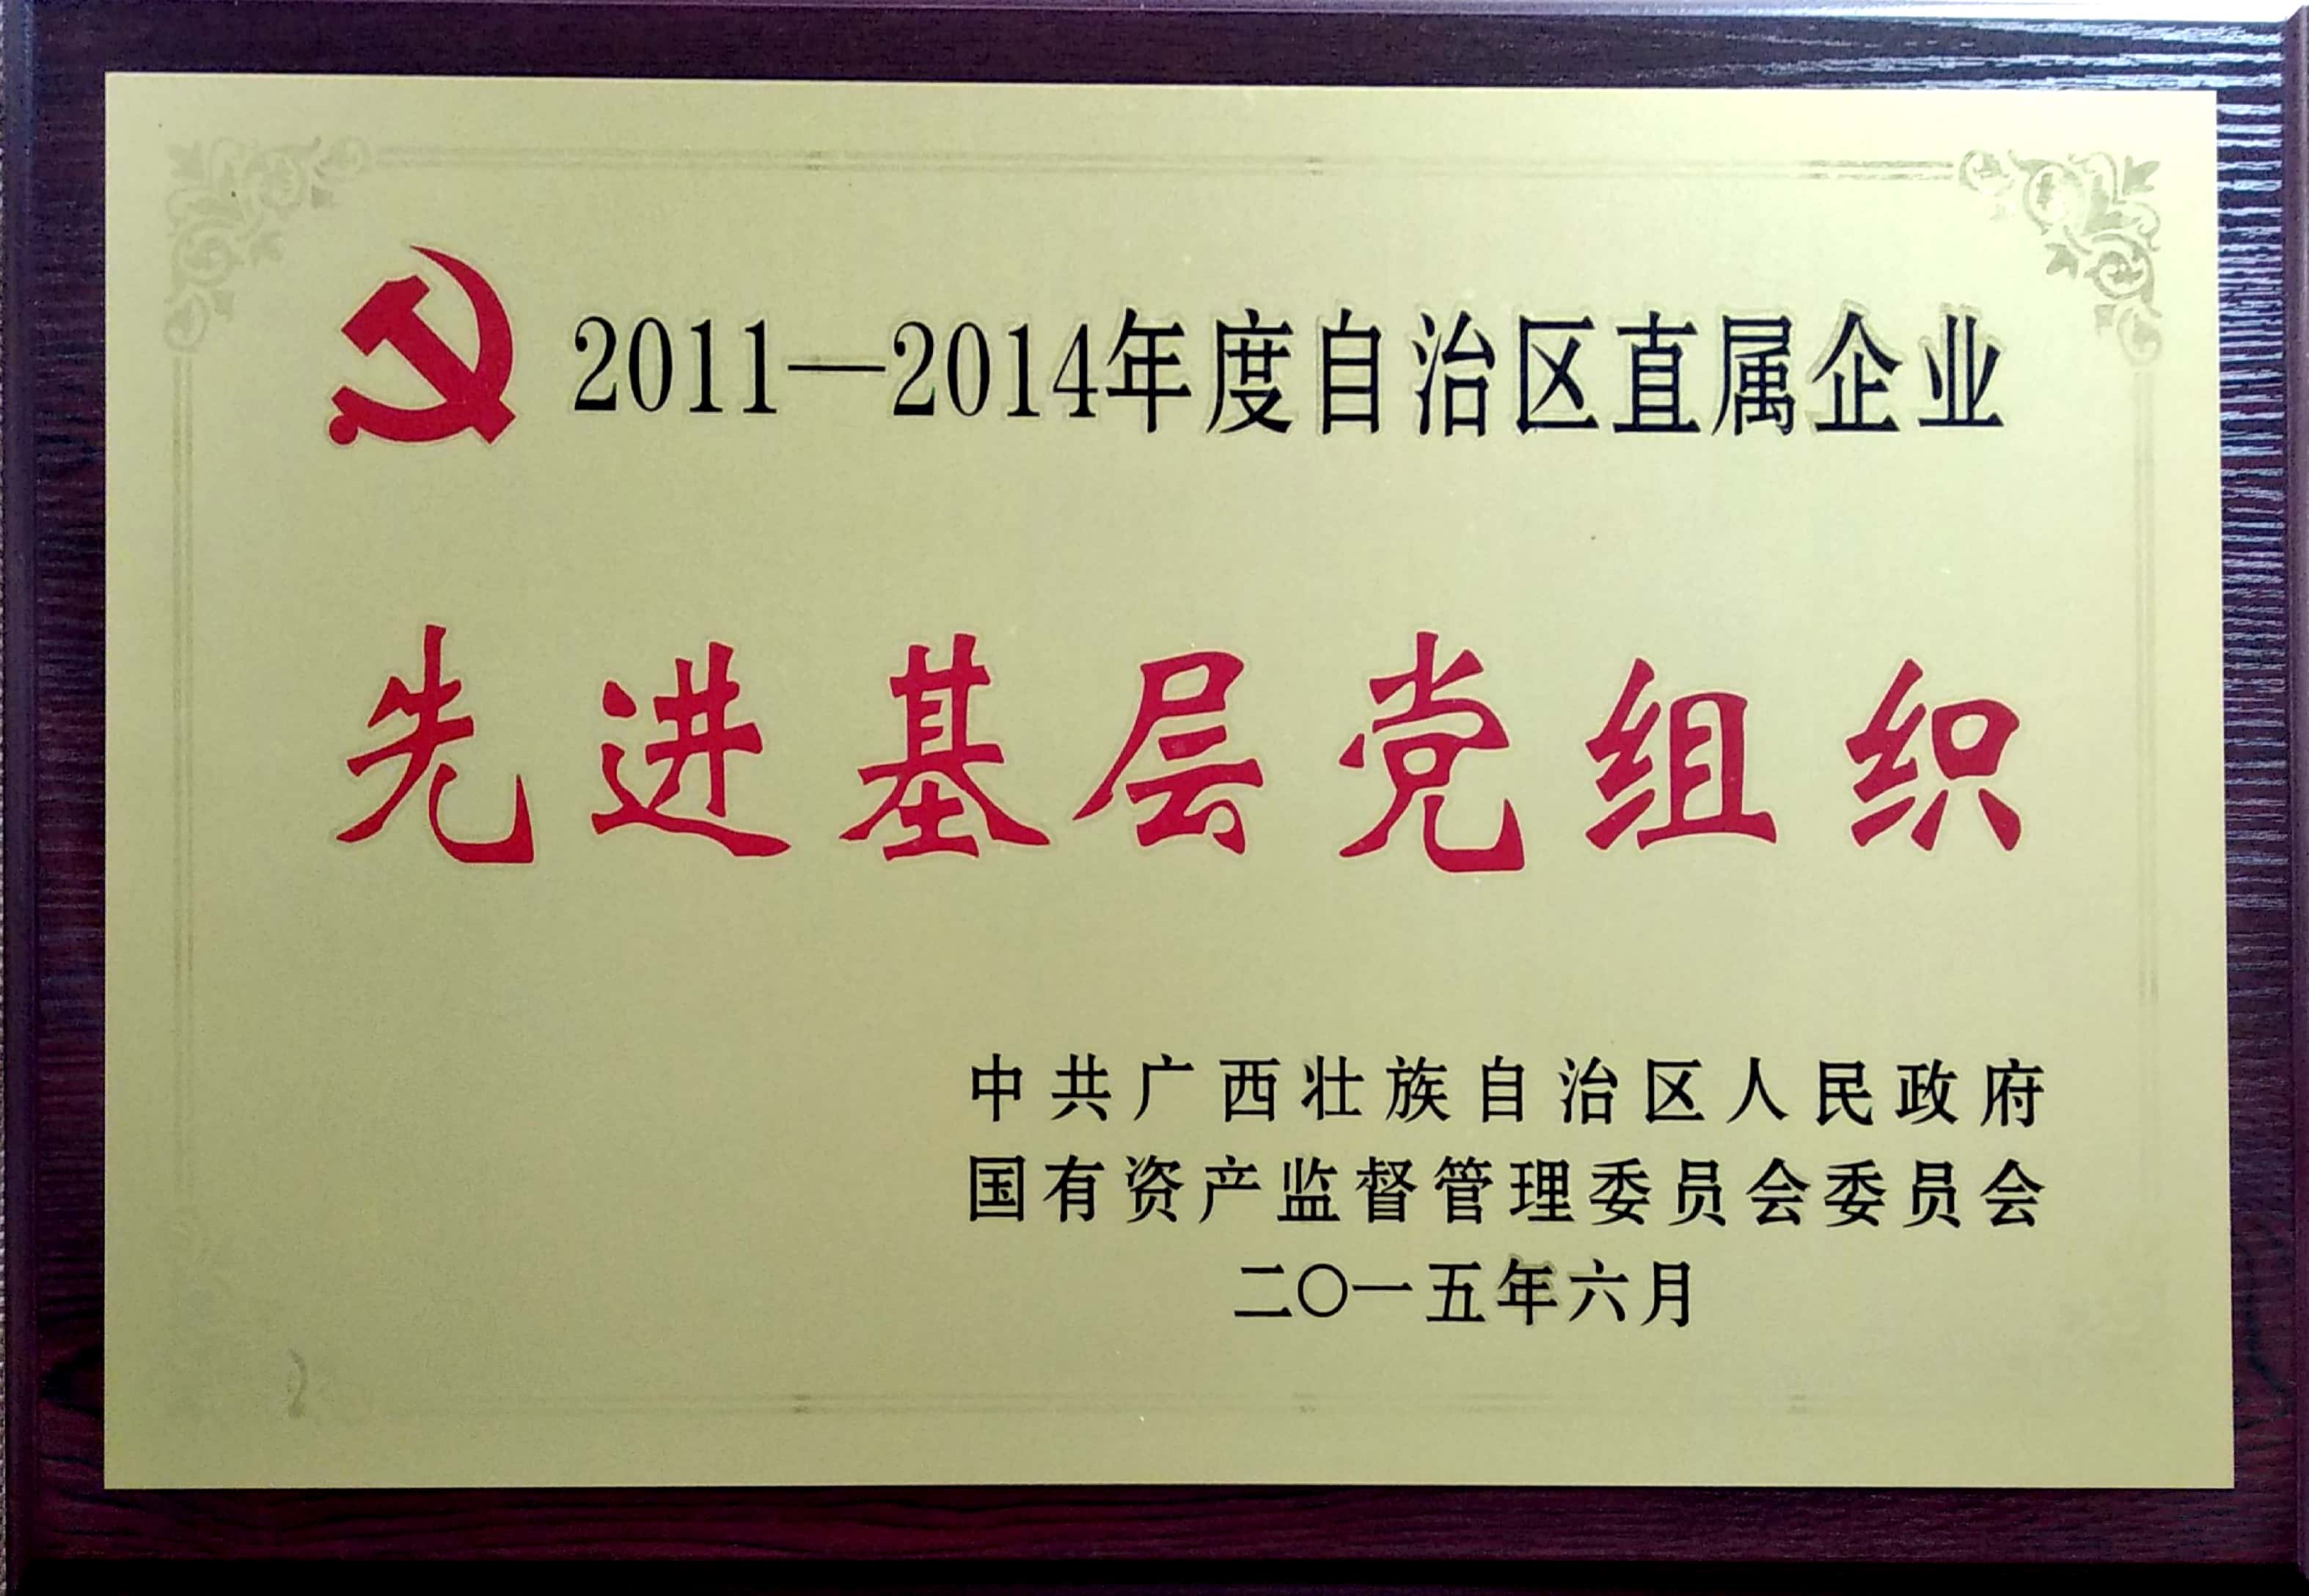 2011—2014年度自治区直属企业
先进基层党组织
中共广西壮族自治区人民政府
国有资产监督管理委员会委员会
二〇一五年六月